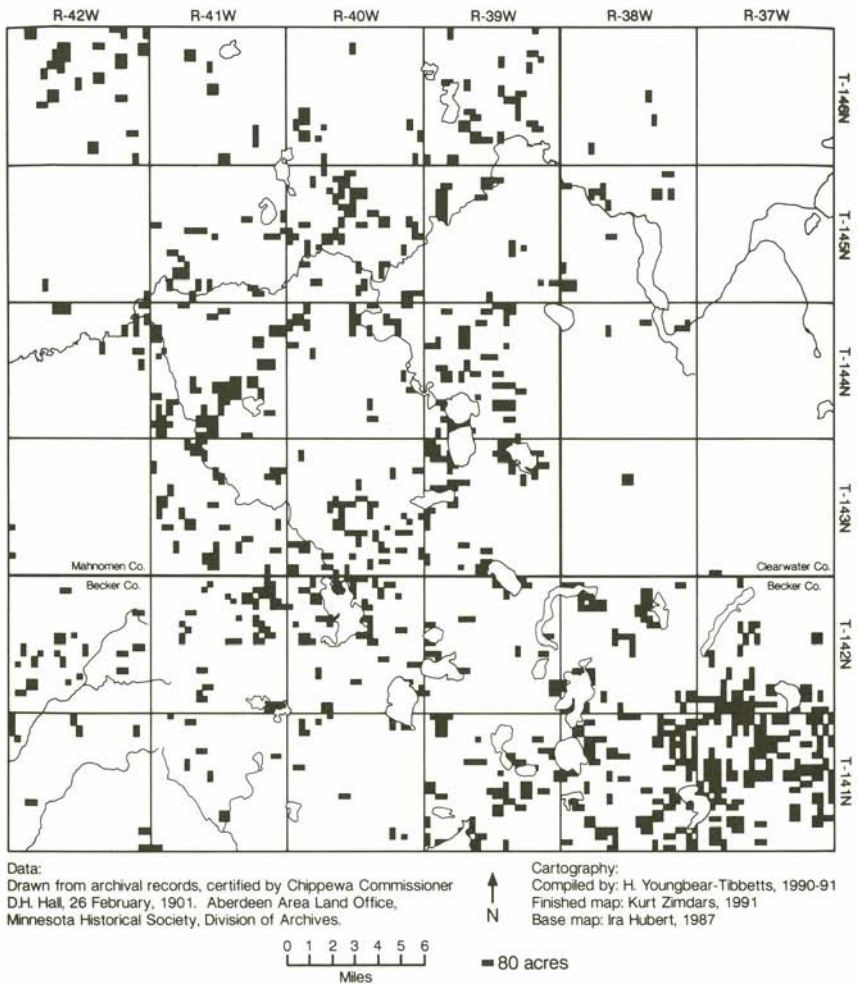 R-42W R-41W R-40W R-39W R-38W R-37W
T-146N
T-145N
T-144N
T-143N
Mahnomen Co. Clearwater Co.
Becker Co. Becker Co.
T-142N
T-141N
Data:
Drawn from archival records, certified by Chippewa Commissioner
D.H. Hall, 26 February, 1901. Aberdeen Area Land Office,
Minnesota Historical Society, Division of Archives.
N
Cartography:
Compiled by: H. Youngbear-Tibbetts, 1990-91
Finished map: Kurt Zimdars, 1991
Base map: Ira Hubert, 1987
0 1 2 3 4 5 6
Miles
80 acres